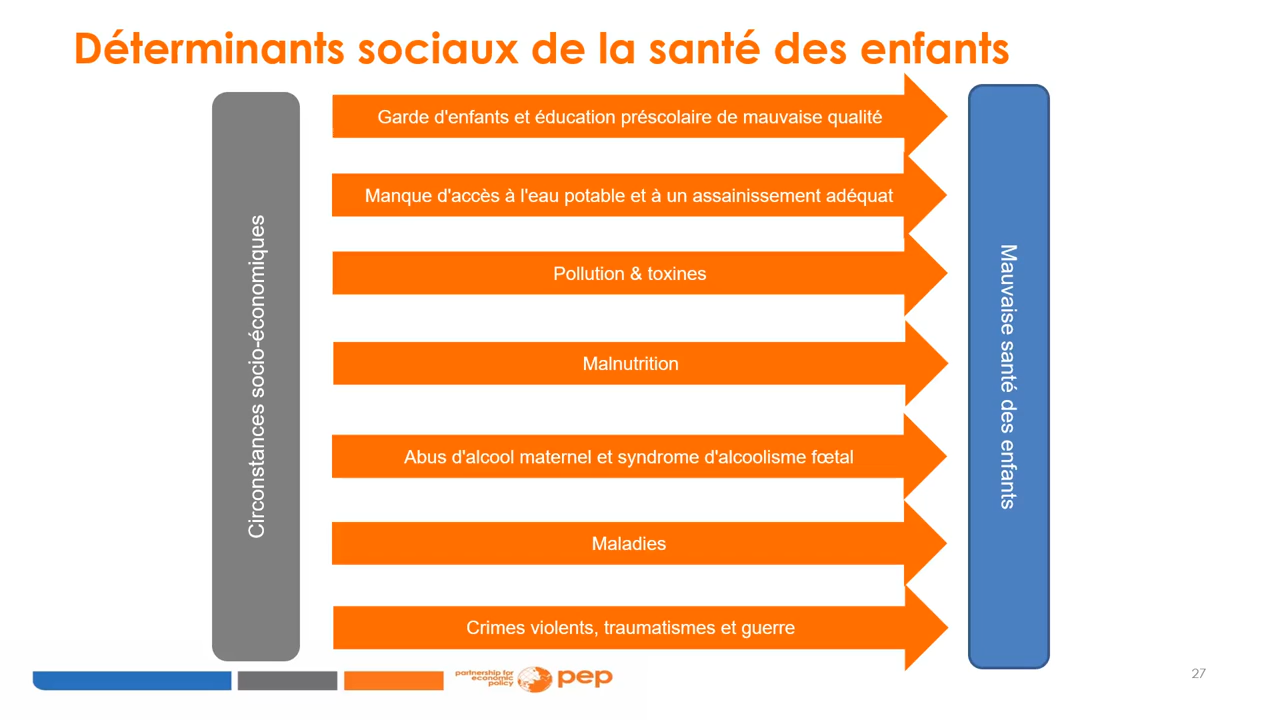 Déterminants sociaux de la santé des enfants
Circonstances socio-économiques
Garde d'enfants et éducation préscolaire de mauvaise qualité
Manque d'accès à l'eau potable et à un assainissement adéquat
Pollution & toxines
Malnutrition
Abus d'alcool maternel et syndrome d'alcoolisme fœtal
Maladies
Crimes violents, traumatismes et guerre
Mauvaise santé des enfants
partnership for
economic
policy
pep
27